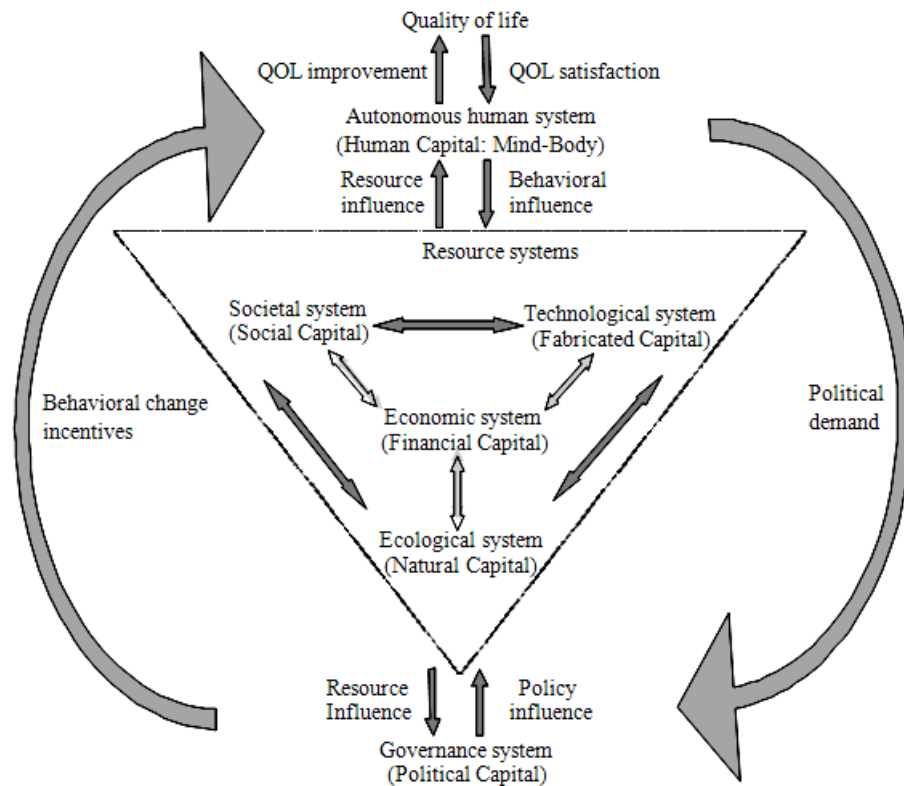 Quality of life
QOL improvement
QOL satisfaction
Autonomous human system
(Human Capital: Mind-Body)
Resource
influence
Behavioral
influence
Resource systems
Societal system
(Social Capital)
Technological system
(Fabricated Capital)
Behavioral change
incentives
Economic system
(Financial Capital)
Political
demand
Ecological system
(Natural Capital)
Resource
Influence
Policy
influence
Governance system
(Political Capital)